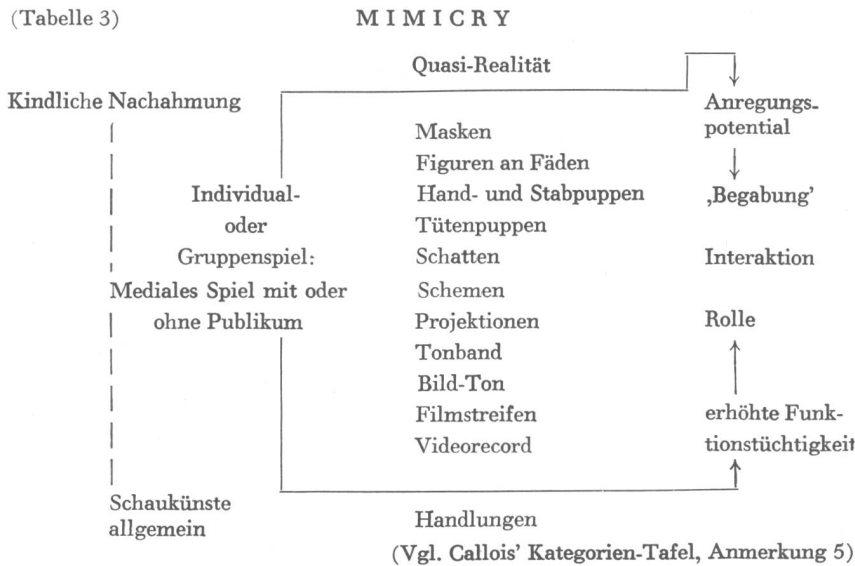 (Tabelle 3)
MIMICRY
Quasi-Realität
Kindliche Nachahmung
Individual-
oder
Gruppenspiel:
Mediales Spiel mit oder
ohne Publikum
Schaukünste
allgemein
Masken
Figuren an Fäden
Hand- und Stabpuppen
Tütenpuppen
Schatten
Schemen
Projektionen
Tonband
Bild-Ton
Filmstreifen
Videorecord
Handlungen
Anregungs-
potential
‚Begabung’
Interaktion
Rolle
erhöhte Funk-
tionstüchtigkeit
(Vgl. Callois’ Kategorien-Tafel, Anmerkung 5)